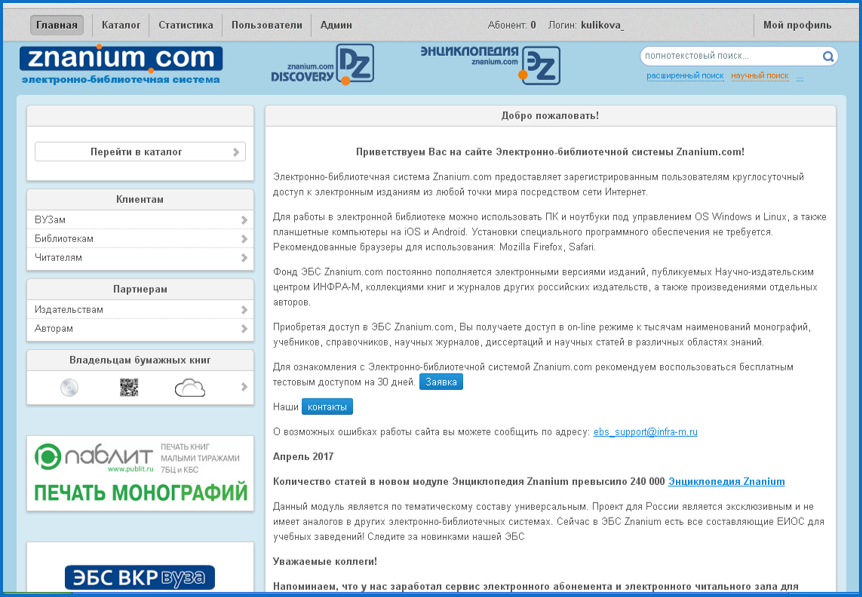 Главная Каталог Статистика Пользователи Админ Абонент: 0 Логин: kulikova_ Мой профиль
znanium.com
электронно-библиотечная система
znanium.com
DISCOVERY
DZ
ЭНЦИКЛОПЕДИЯ
znanium.com
ЭZ
полнотекстовый поиск...
расширенный поиск научный поиск ...
Перейти в каталог
Клиентам
ВУЗам
Библиотекам
Читателям
Партнерам
Издательствам
Авторам
Владельцам бумажных книг
паблит
www.publit.ru
ПЕЧАТЬ КНИГ
МАЛЫМИ ТИРАЖАМИ
7БЦ и КБС
ПЕЧАТЬ МОНОГРАФИЙ
ЭБС ВКР вуза
Добро пожаловать!
Приветствуем Вас на сайте Электронно-библиотечной системы Znanium.com!
Электронно-библиотечная система Znanium.com предоставляет зарегистрированным пользователям круглосуточный
доступ к электронным изданиям из любой точки мира посредством сети Интернет.
Для работы в электронной библиотеке можно использовать ПК и ноутбуки под управлением OS Windows и Linux, а также
планшетные компьютеры на iOS и Android. Установки специального программного обеспечения не требуется.
Рекомендованные браузеры для использования: Mozilla Firefox, Safari.
Фонд ЭБС Znanium.com постоянно пополняется электронными версиями изданий, публикуемых Научно-издательским
центром ИНФРА-М, коллекциями книг и журналов других российских издательств, а также произведениями отдельных
авторов.
Приобретая доступ в ЭБС Znanium.com, Вы получаете доступ в on-line режиме к тысячам наименований монографий,
учебников, справочников, научных журналов, диссертаций и научных статей в различных областях знаний.
Для ознакомления с Электронно-библиотечной системой Znanium.com рекомендуем воспользоваться бесплатным
тестовым доступом на 30 дней. Заявка
Наши контакты
О возможных ошибках работы сайта вы можете сообщить по адресу: ebs_support@infra-m.ru
Апрель 2017
Количество статей в новом модуле Энциклопедия Znanium превысило 240 000 Энциклопедия Znanium
Данный модуль является по тематическому составу универсальным. Проект для России является эксклюзивным и не
имеет аналогов в других электронно-библиотечных системах. Сейчас в ЭБС Znanium есть все составляющие ЕИОС для
учебных заведений! Следите за новинками нашей ЭБС
Уважаемые коллеги!
Напоминаем, что у нас заработал сервис электронного абонемента и электронного читального зала для